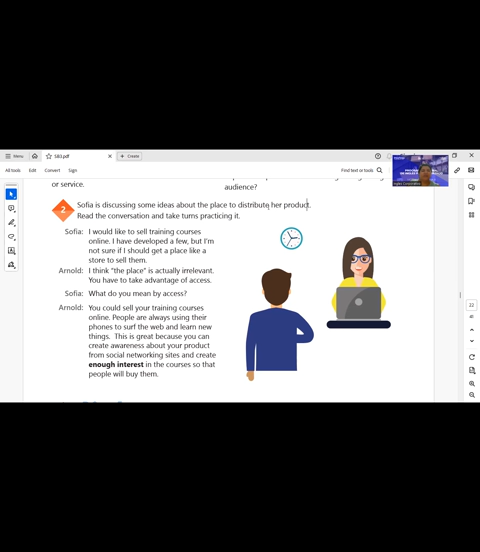 Menu
SB3.pdf
+ Create
All tools Edit Convert Sign
Find text or tools
or service.
audience?
2
Sofia is discussing some ideas about the place to distribute her product.
Read the conversation and take turns practicing it.
Sofia: I would like to sell training courses
online. I have developed a few, but I'm
not sure if I should get a place like a
store to sell them.
Arnold: I think "the place" is actually irrelevant.
You have to take advantage of access.
Sofia: What do you mean by access?
Arnold: You could sell your training courses
online. People are always using their
phones to surf the web and learn new
things. This is great because you can
create awareness about your product
from social networking sites and create
enough interest in the courses so that
people will buy them.
22